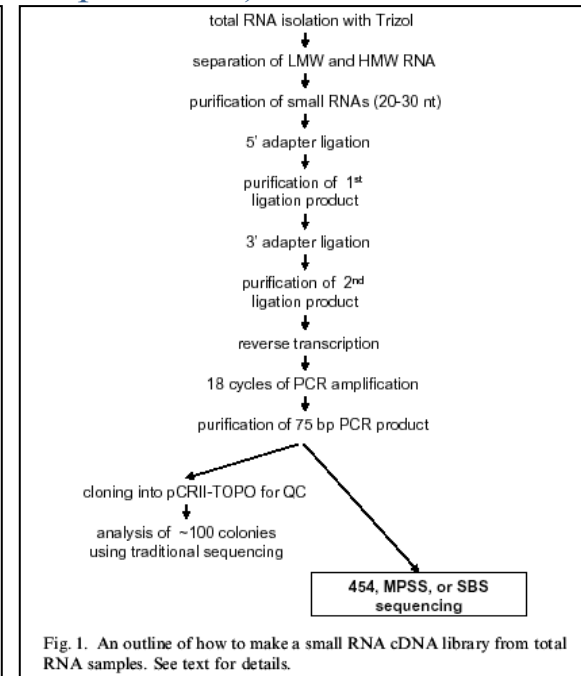 total RNA isolation with Trizol
separation of LMW and HMW RNA
purification of small RNAs (20-30 nt)
5' adapter ligation
purification of 1st
ligation product
3' adapter ligation
purification of 2nd
ligation product
reverse transcription
18 cycles of PCR amplification
purification of 75 bp PCR product
cloning into pCRII-TOPO for QC
analysis of ~100 colonies
using traditional sequencing
454, MPSS, or SBS
sequencing
Fig. 1. An outline of how to make a small RNA cDNA library from total
RNA samples. See text for details.